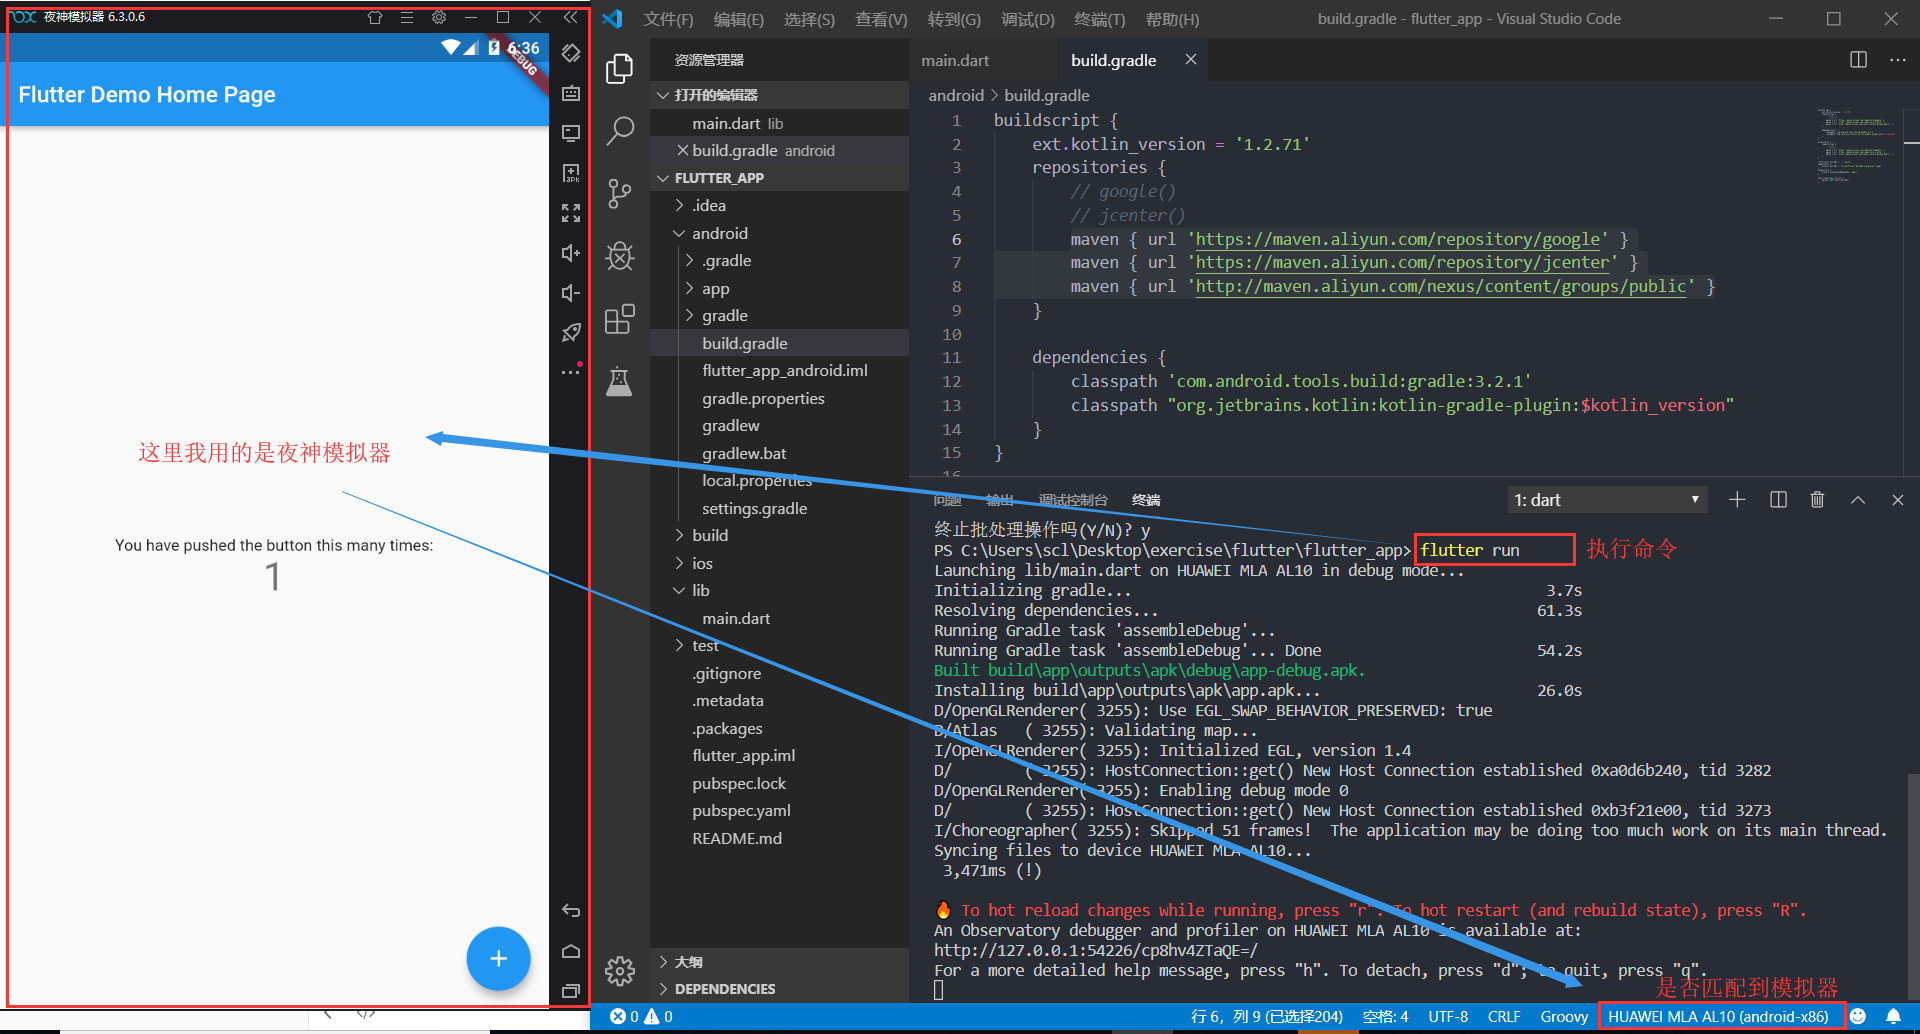 nox 夜神模拟器 6.3.0.6
6:36
DEBUG
Flutter Demo Home Page
这里我用的是夜神模拟器
You have pushed the button this many times:
1
+
文件(F) 编辑(E) 选择(S) 查看(V) 转到(G) 调试(D) 终端(T) 帮助(H)
build.gradle - flutter_app - Visual Studio Code
资源管理器
打开的编辑器
main.dart lib
build.gradle android
FLUTTER_APP
.idea
android
.gradle
app
gradle
build.gradle
flutter_app_android.iml
gradle.properties
gradlew
gradlew.bat
local.properties
settings.gradle
build
ios
lib
main.dart
test
.gitignore
.metadata
.packages
flutter_app.iml
pubspec.lock
pubspec.yaml
README.md
大纲
DEPENDENCIES
main.dart build.gradle
android > build.gradle
1 buildscript {
2 ext.kotlin_version = '1.2.71'
3 repositories {
4 // google()
5 // jcenter()
6 maven { url 'https://maven.aliyun.com/repository/google' }
7 maven { url 'https://maven.aliyun.com/repository/jcenter' }
8 maven { url 'http://maven.aliyun.com/nexus/content/groups/public' }
9 }
10
11 dependencies {
12 classpath 'com.android.tools.build:gradle:3.2.1'
13 classpath "org.jetbrains.kotlin:kotlin-gradle-plugin:$kotlin_version"
14 }
15 }
16
问题 输出 调试控制台 终端
1: dart
终止批处理操作吗(Y/N)? y
PS C:\Users\scl\Desktop\exercise\flutter\flutter_app> flutter run
执行命令
Launching lib/main.dart on HUAWEI MLA AL10 in debug mode...
Initializing gradle... 3.7s
Resolving dependencies... 61.3s
Running Gradle task 'assembleDebug'...
Running Gradle task 'assembleDebug'... Done 54.2s
Built build\app\outputs\apk\debug\app-debug.apk.
Installing build\app\outputs\apk\app.apk... 26.0s
D/OpenGLRenderer( 3255): Use EGL_SWAP_BEHAVIOR_PRESERVED: true
D/Atlas ( 3255): Validating map...
I/OpenGLRenderer( 3255): Initialized EGL, version 1.4
D/ ( 3255): HostConnection::get() New Host Connection established 0xa0d6b240, tid 3282
D/OpenGLRenderer( 3255): Enabling debug mode 0
D/ ( 3255): HostConnection::get() New Host Connection established 0xb3f21e00, tid 3273
I/Choreographer( 3255): Skipped 51 frames! The application may be doing too much work on its main thread.
Syncing files to device HUAWEI MLA AL10...
3,471ms (!)
🔥 To hot reload changes while running, press "r". To hot restart (and rebuild state), press "R".
An Observatory debugger and profiler on HUAWEI MLA AL10 is available at:
http://127.0.0.1:54226/cp8hv4ZTaQE=/
For a more detailed help message, press "h". To detach, press "d"; to quit, press "q".
是否匹配到模拟器
0 0
行 6，列 9 (已选择204) 空格: 4 UTF-8 CRLF Groovy HUAWEI MLA AL10 (android-x86)